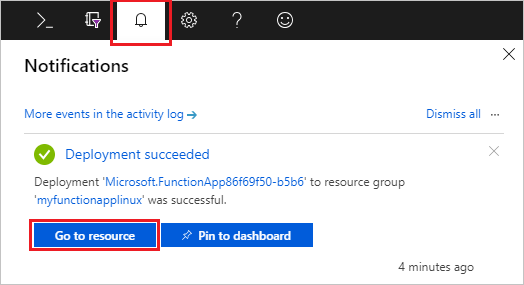 Notifications
More events in the activity log →
Dismiss all ...
Deployment succeeded
Deployment 'Microsoft.FunctionApp86f69f50-b5b6' to resource group
'myfunctionapplinux' was successful.
Go to resource
Pin to dashboard
4 minutes ago